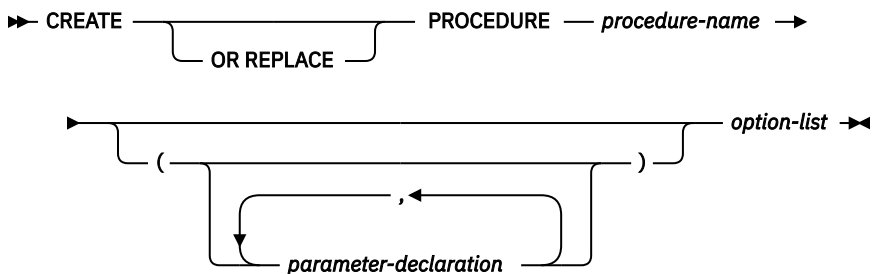 CREATE PROCEDURE procedure-name
OR REPLACE
option-list
( )
,
parameter-declaration